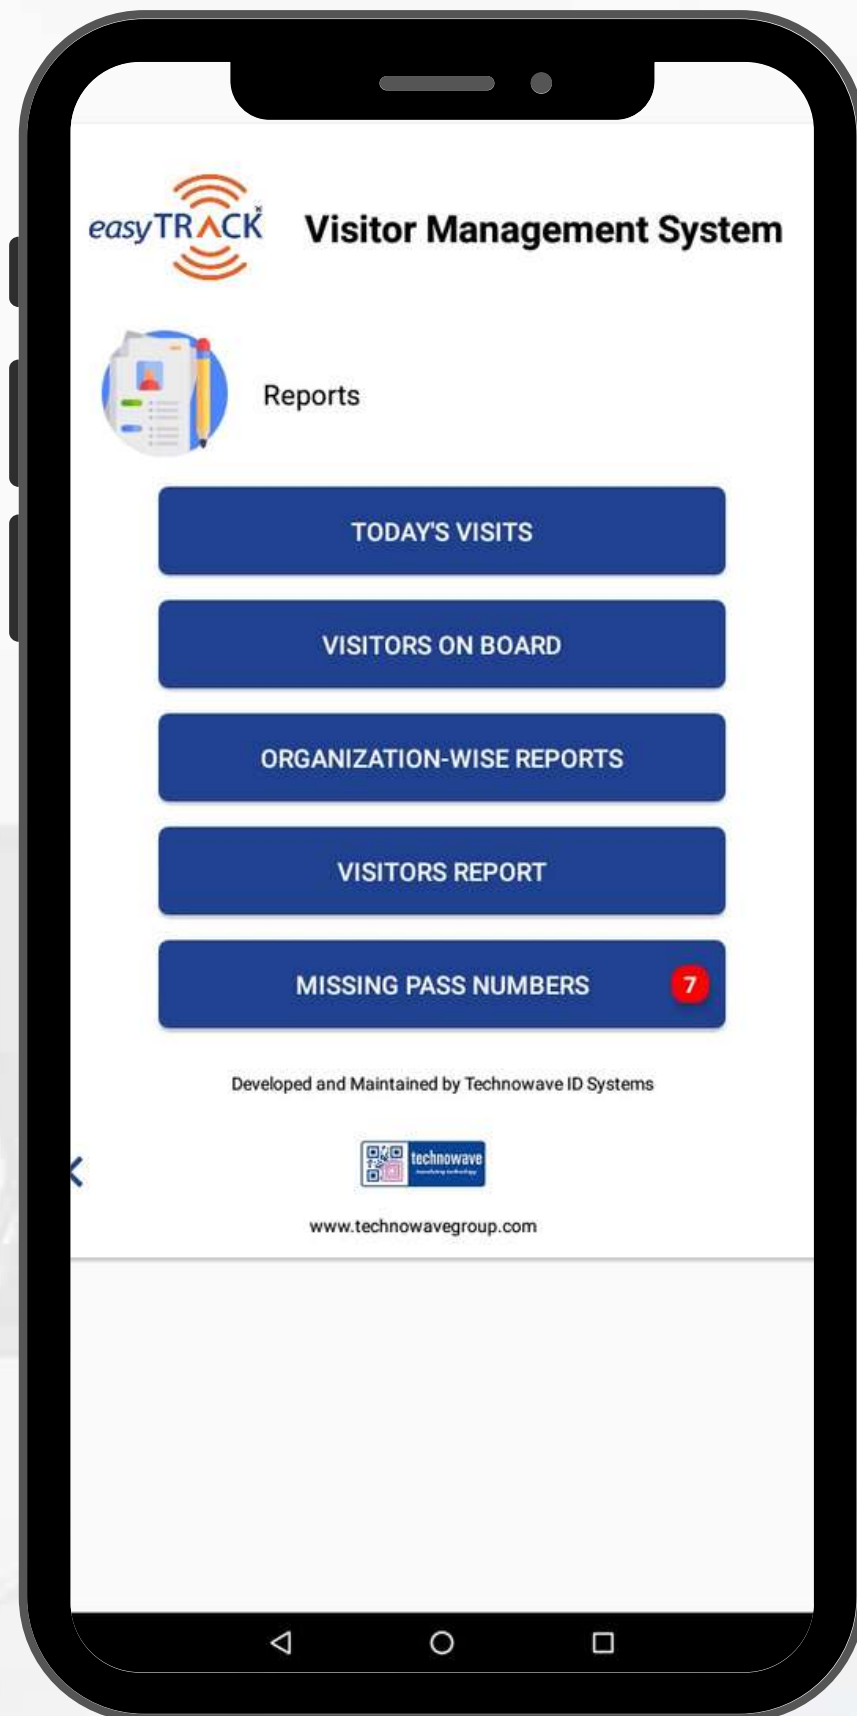 easyTRACK
Visitor Management System
Reports
TODAY'S VISITS
VISITORS ON BOARD
ORGANIZATION-WISE REPORTS
VISITORS REPORT
MISSING PASS NUMBERS 7
Developed and Maintained by Technowave ID Systems
technowave
www.technowavegroup.com